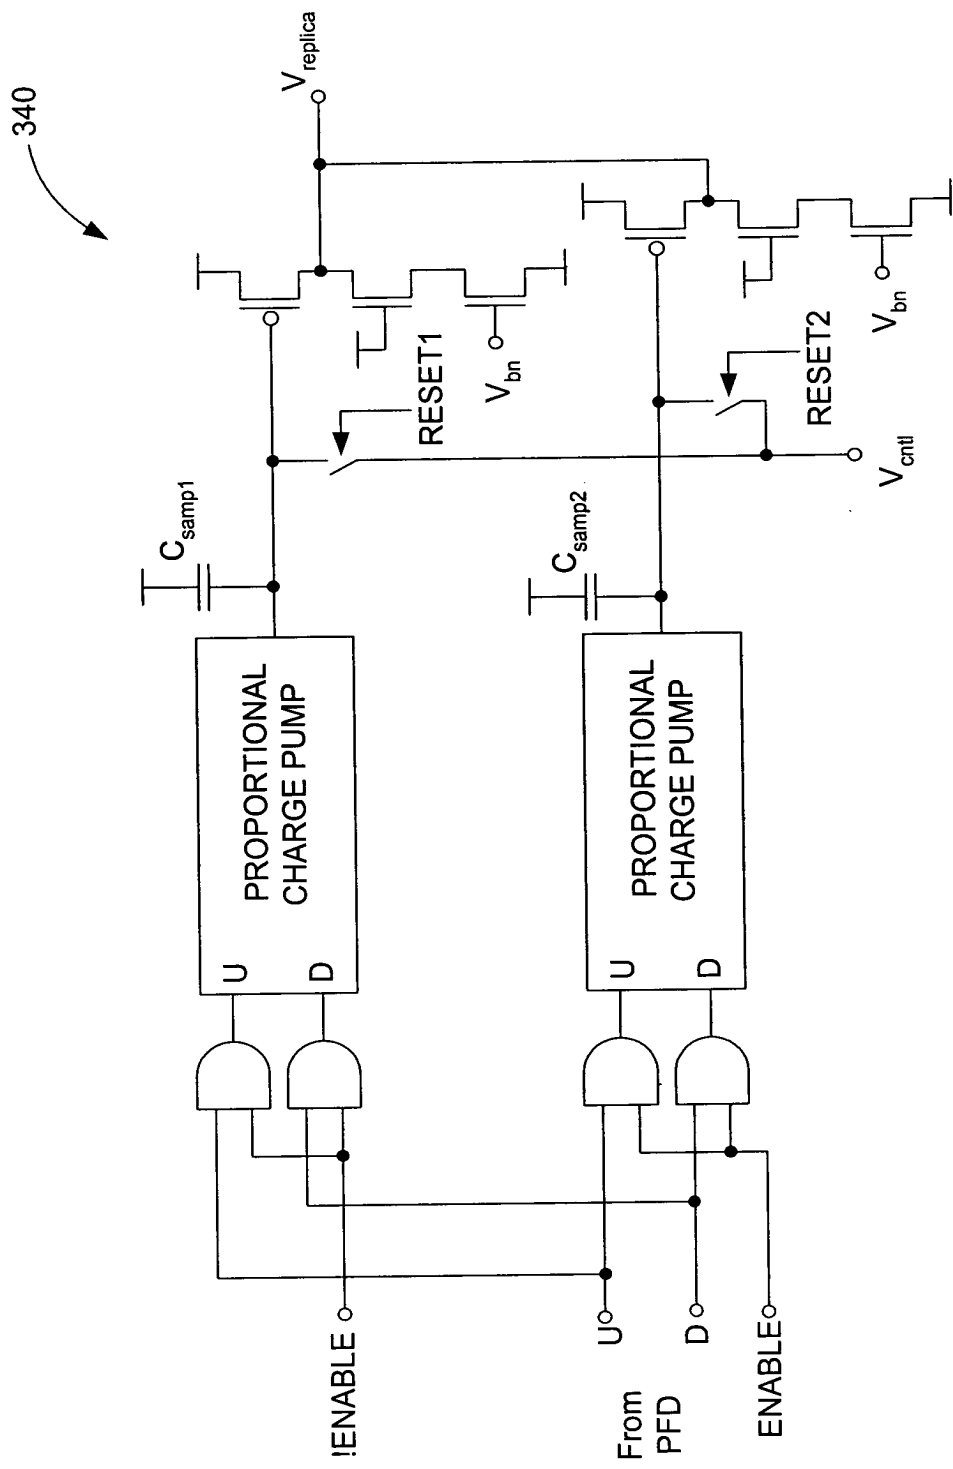 340
V_replica
C_samp1
RESET1
V_bn
PROPORTIONAL
CHARGE PUMP
U
D
!ENABLE
C_samp2
RESET2
V_bn
V_cntl
PROPORTIONAL
CHARGE PUMP
U
D
From
PFD
U
D
ENABLE